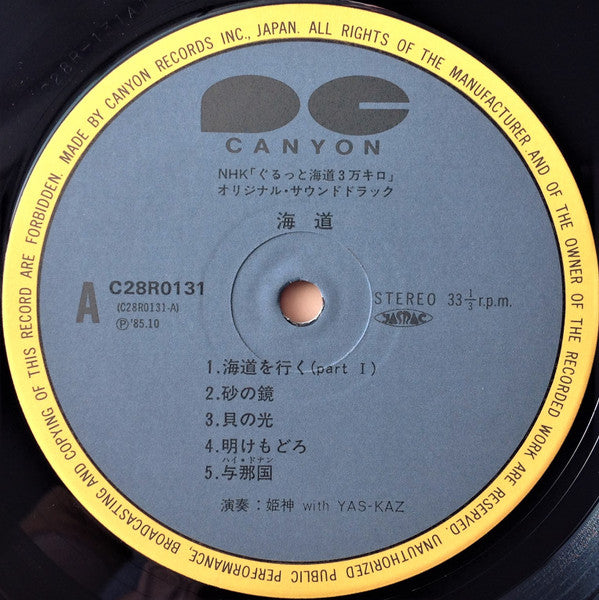 MADE BY CANYON RECORDS INC., JAPAN. ALL RIGHTS OF THE MANUFACTURER AND OF THE OWNER OF THE RECORDED WORK ARE RESERVED. UNAUTHORIZED PUBLIC PERFORMANCE, BROADCASTING AND COPYING OF THIS RECORD ARE FORBIDDEN.
PC
CANYON
NHK「ぐるっと海道3万キロ」
オリジナル・サウンドドラック
海道
A
C28R0131
(C28R0131-A)
Ⓟ'85.10
STEREO 33⅓r.p.m.
JASRAC
1.海道を行く(part I)
2.砂の鏡
3.貝の光
4.明けもどろ
ハイ・ドナン
5.与那国
演奏:姫神 with YAS-KAZ